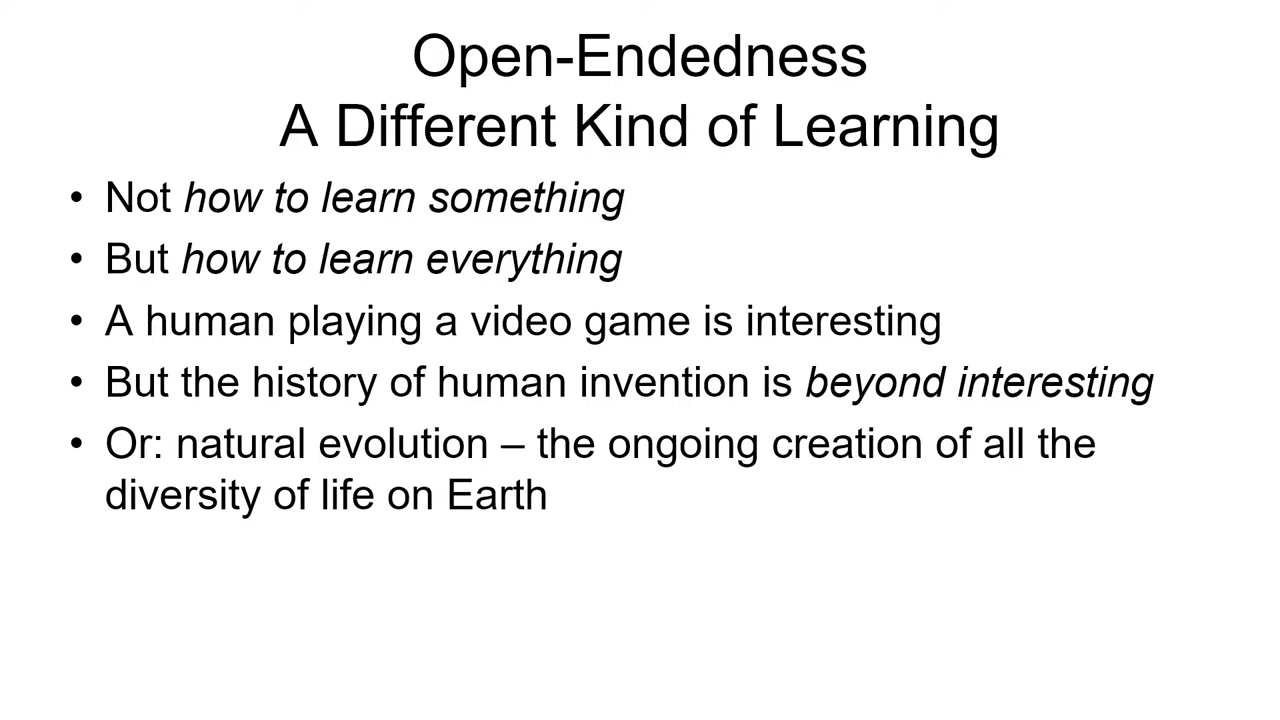 Open-Endedness
A Different Kind of Learning
• Not how to learn something
• But how to learn everything
• A human playing a video game is interesting
• But the history of human invention is beyond interesting
• Or: natural evolution – the ongoing creation of all the
diversity of life on Earth